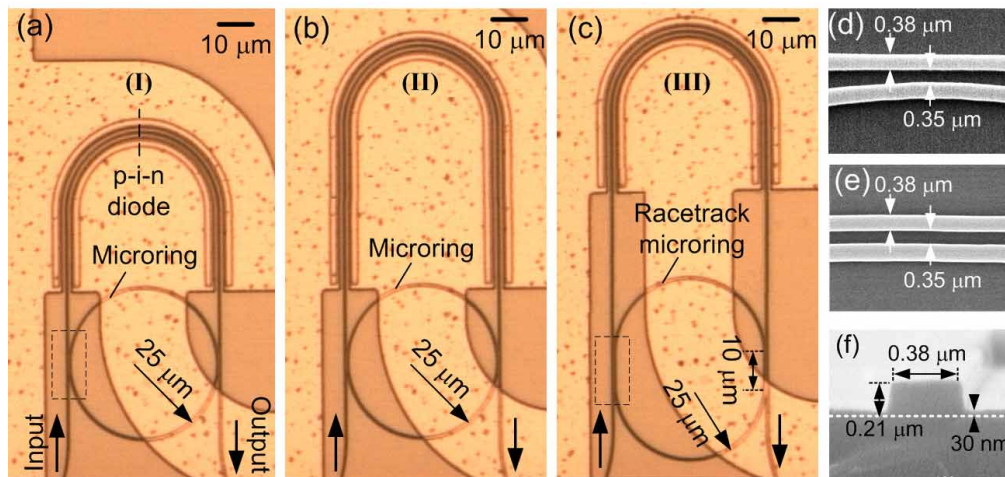 (a)
10 μm
(I)
p-i-n
diode
Microring
25 μm
Input
Output
(b)
10 μm
(II)
Microring
25 μm
(c)
10 μm
(III)
Racetrack
microring
10 μm
25 μm
(d)
0.38 μm
0.35 μm
(e)
0.38 μm
0.35 μm
(f)
0.38 μm
0.21 μm
30 nm